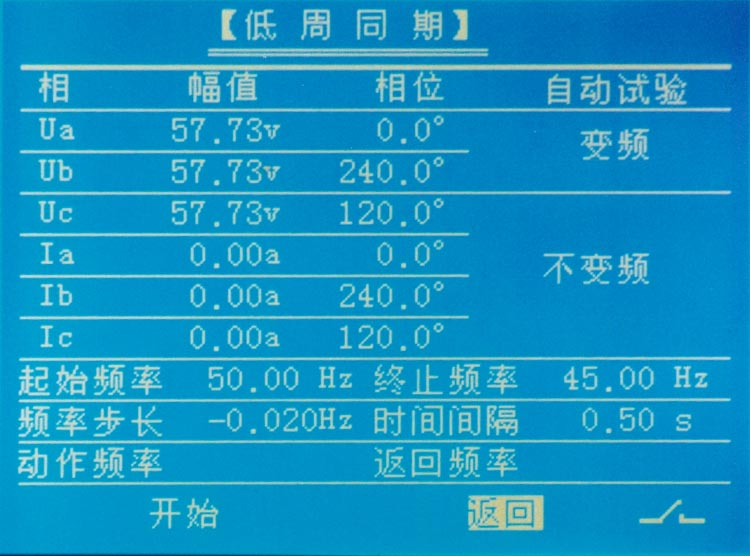 【低周同期】
相 幅值 相位 自动试验
Ua 57.73v 0.0° 变频
Ub 57.73v 240.0°
Uc 57.73v 120.0° 不变频
Ia 0.00a 0.0°
Ib 0.00a 240.0°
Ic 0.00a 120.0°
起始频率 50.00 Hz 终止频率 45.00 Hz
频率步长 -0.020Hz 时间间隔 0.50 s
动作频率 返回频率
开始 返回